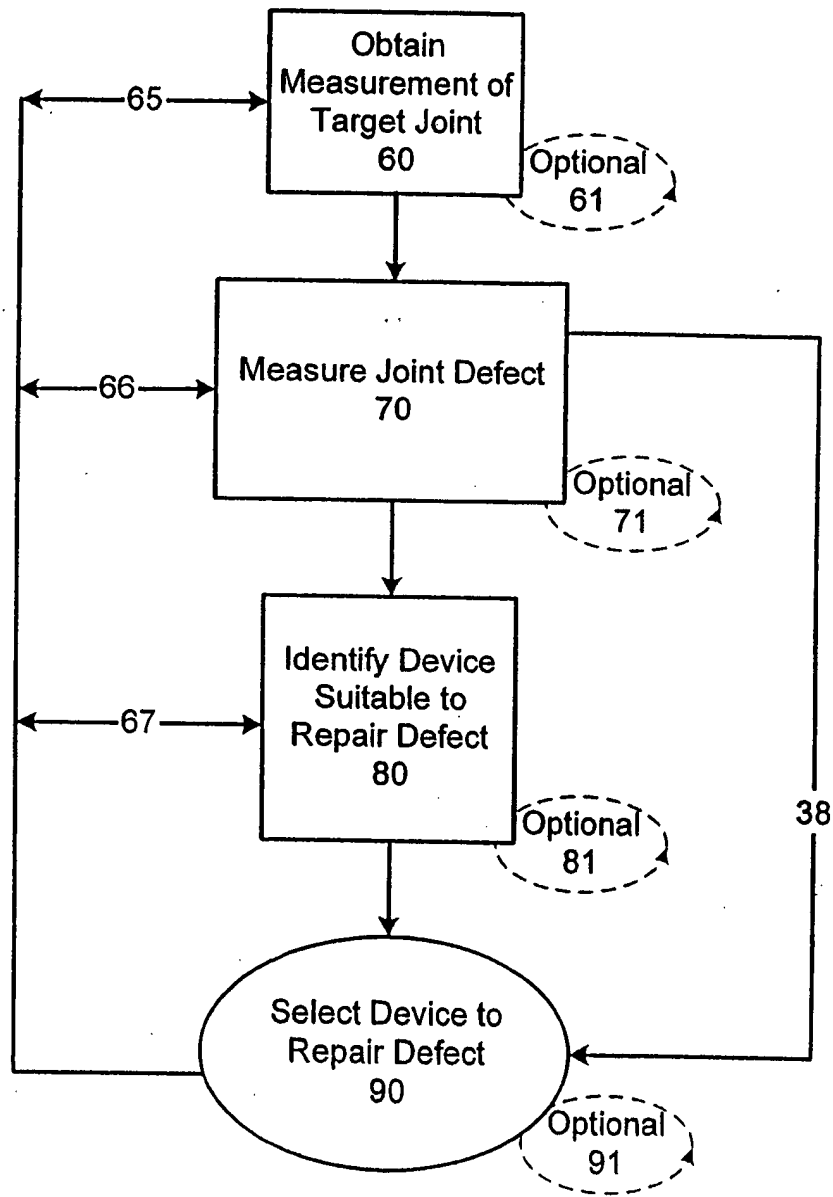 Obtain
Measurement of
Target Joint
60
65
Optional
61
Measure Joint Defect
70
66
Optional
71
Identify Device
Suitable to
Repair Defect
80
67
38
Optional
81
Select Device to
Repair Defect
90
Optional
91